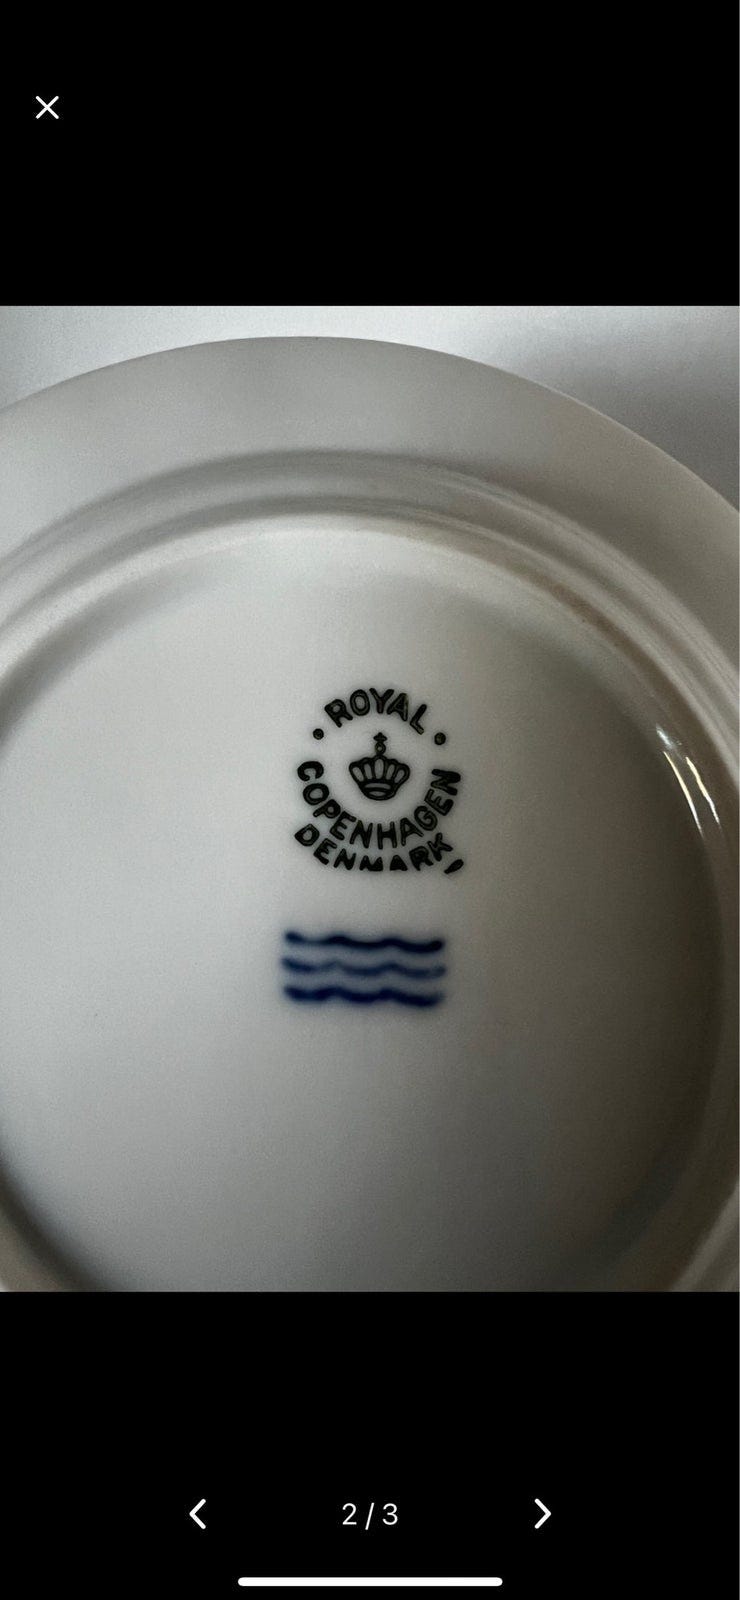 ROYAL
COPENHAGEN
DENMARK
2 / 3